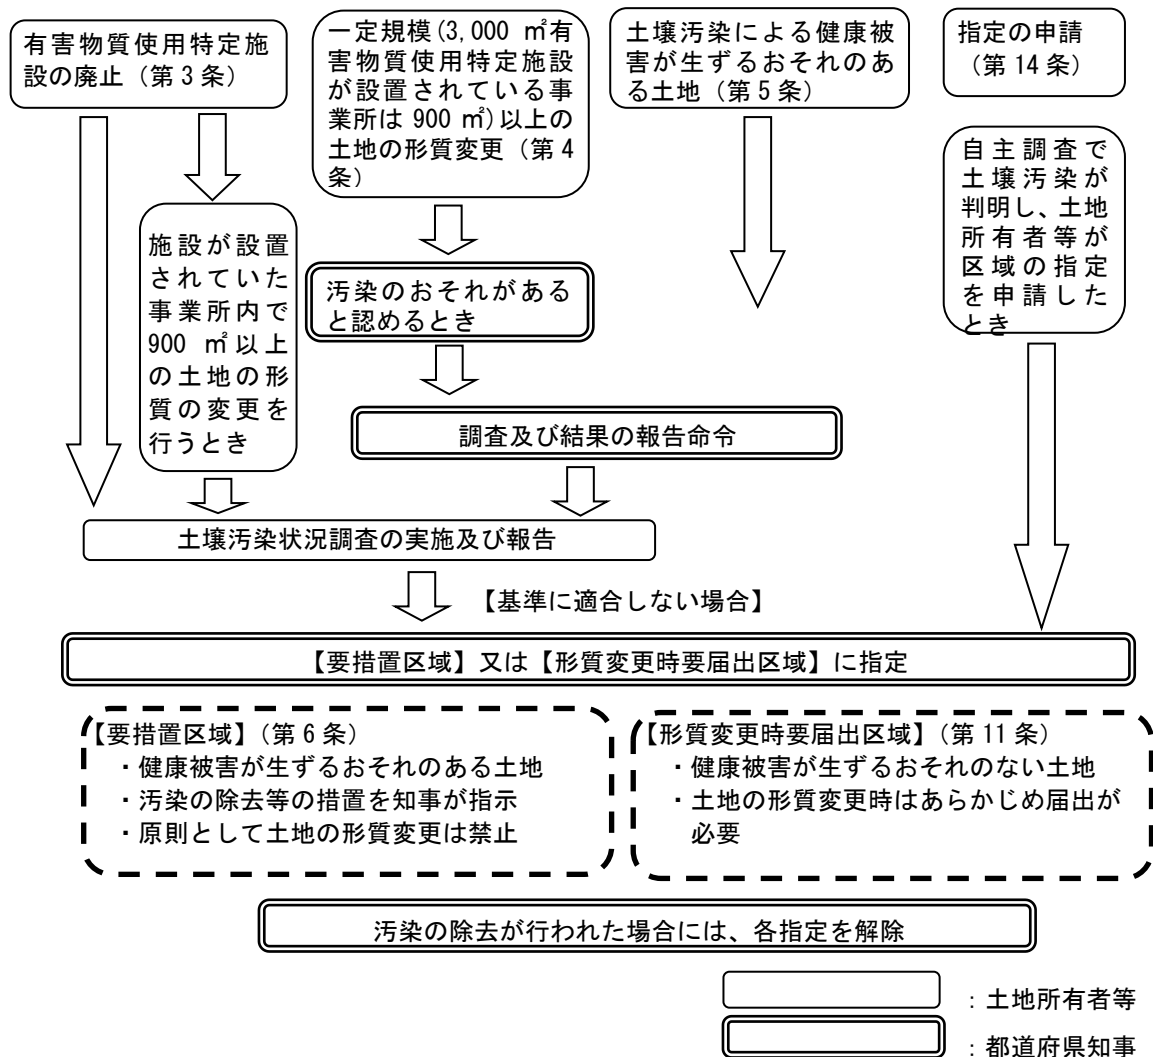 有害物質使用特定施
設の廃止（第3条）
一定規模(3,000 ㎡有
害物質使用特定施設
が設置されている事
業所は 900 ㎡)以上の
土地の形質変更（第4
条）
土壌汚染による健康被
害が生ずるおそれのあ
る土地（第5条）
指定の申請
（第14条）
自主調査で
土壌汚染が
判明し、土地
所有者等が
区域の指定
を申請した
とき
施設が設置
されていた
事業所内で
900 ㎡以上
の土地の形
質の変更を
行うとき
汚染のおそれがある
と認めるとき
調査及び結果の報告命令
土壌汚染状況調査の実施及び報告
【基準に適合しない場合】
【要措置区域】又は【形質変更時要届出区域】に指定
【要措置区域】（第6条）
・健康被害が生ずるおそれのある土地
・汚染の除去等の措置を知事が指示
・原則として土地の形質変更は禁止
【形質変更時要届出区域】（第11条）
・健康被害が生ずるおそれのない土地
・土地の形質変更時はあらかじめ届出が
必要
汚染の除去が行われた場合には、各指定を解除
：土地所有者等
：都道府県知事